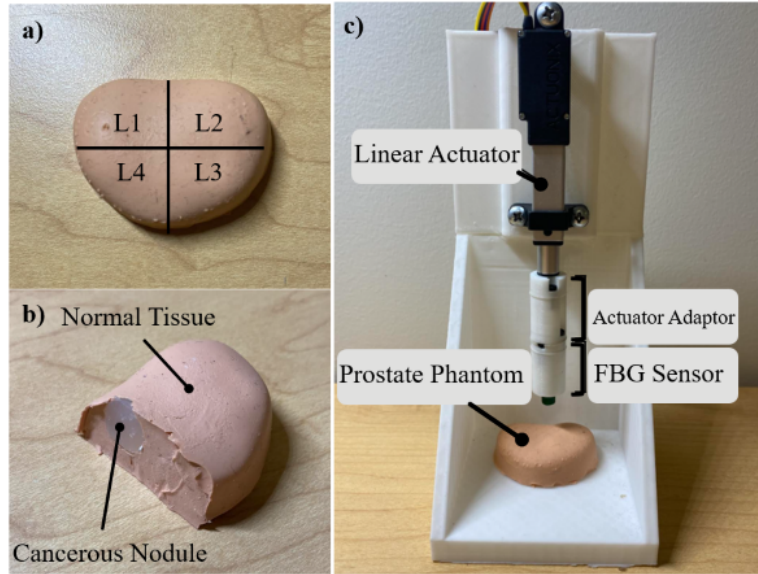 a)
L1
L2
L4
L3
b)
Normal Tissue
Cancerous Nodule
c)
Linear Actuator
Actuator Adaptor
Prostate Phantom
FBG Sensor